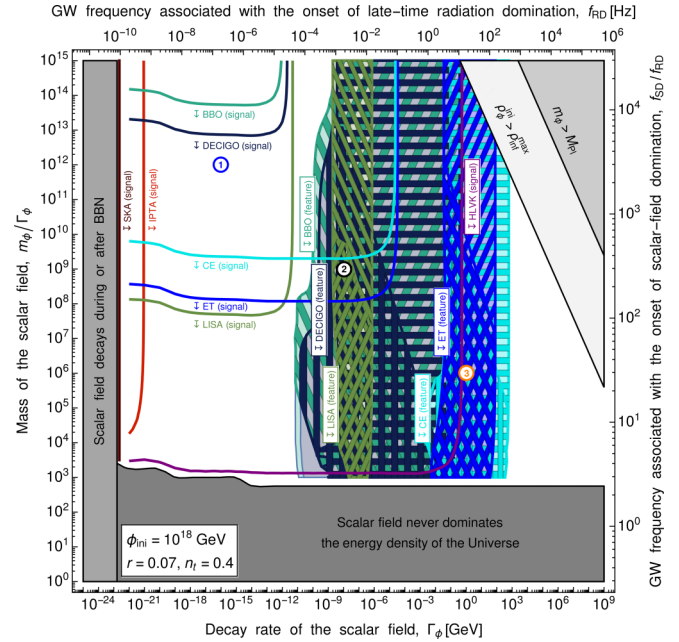 GW frequency associated with the onset of late−time radiation domination, f_RD [Hz]
10^−10 10^−8 10^−6 10^−4 10^−2 10^0 10^2 10^4 10^6
10^15
10^14
10^13
10^12
10^11
10^10
10^9
10^8
10^7
10^6
10^5
10^4
10^3
10^2
10^1
10^0
Mass of the scalar field, m_ϕ/Γ_ϕ
Scalar field decays during or after BBN
↧ SKA (signal)
↧ IPTA (signal)
↧ BBO (signal)
↧ DECIGO (signal)
1
↧ CE (signal)
↧ ET (signal)
↧ LISA (signal)
↧ BBO (feature)
↧ DECIGO (feature)
↧ LISA (feature)
2
↧ CE (feature)
↧ ET (feature)
↧ HLVK (signal)
3
ρ_ϕ^ini > ρ_inf^max
m_ϕ > M_Pl
Scalar field never dominates
the energy density of the Universe
ϕ_ini = 10^18 GeV
r = 0.07, n_t = 0.4
10^4
10^3
10^2
10^1
10^0
GW frequency associated with the onset of scalar−field domination, f_SD/f_RD
10^−24 10^−21 10^−18 10^−15 10^−12 10^−9 10^−6 10^−3 10^0 10^3 10^6 10^9
Decay rate of the scalar field, Γ_ϕ [GeV]